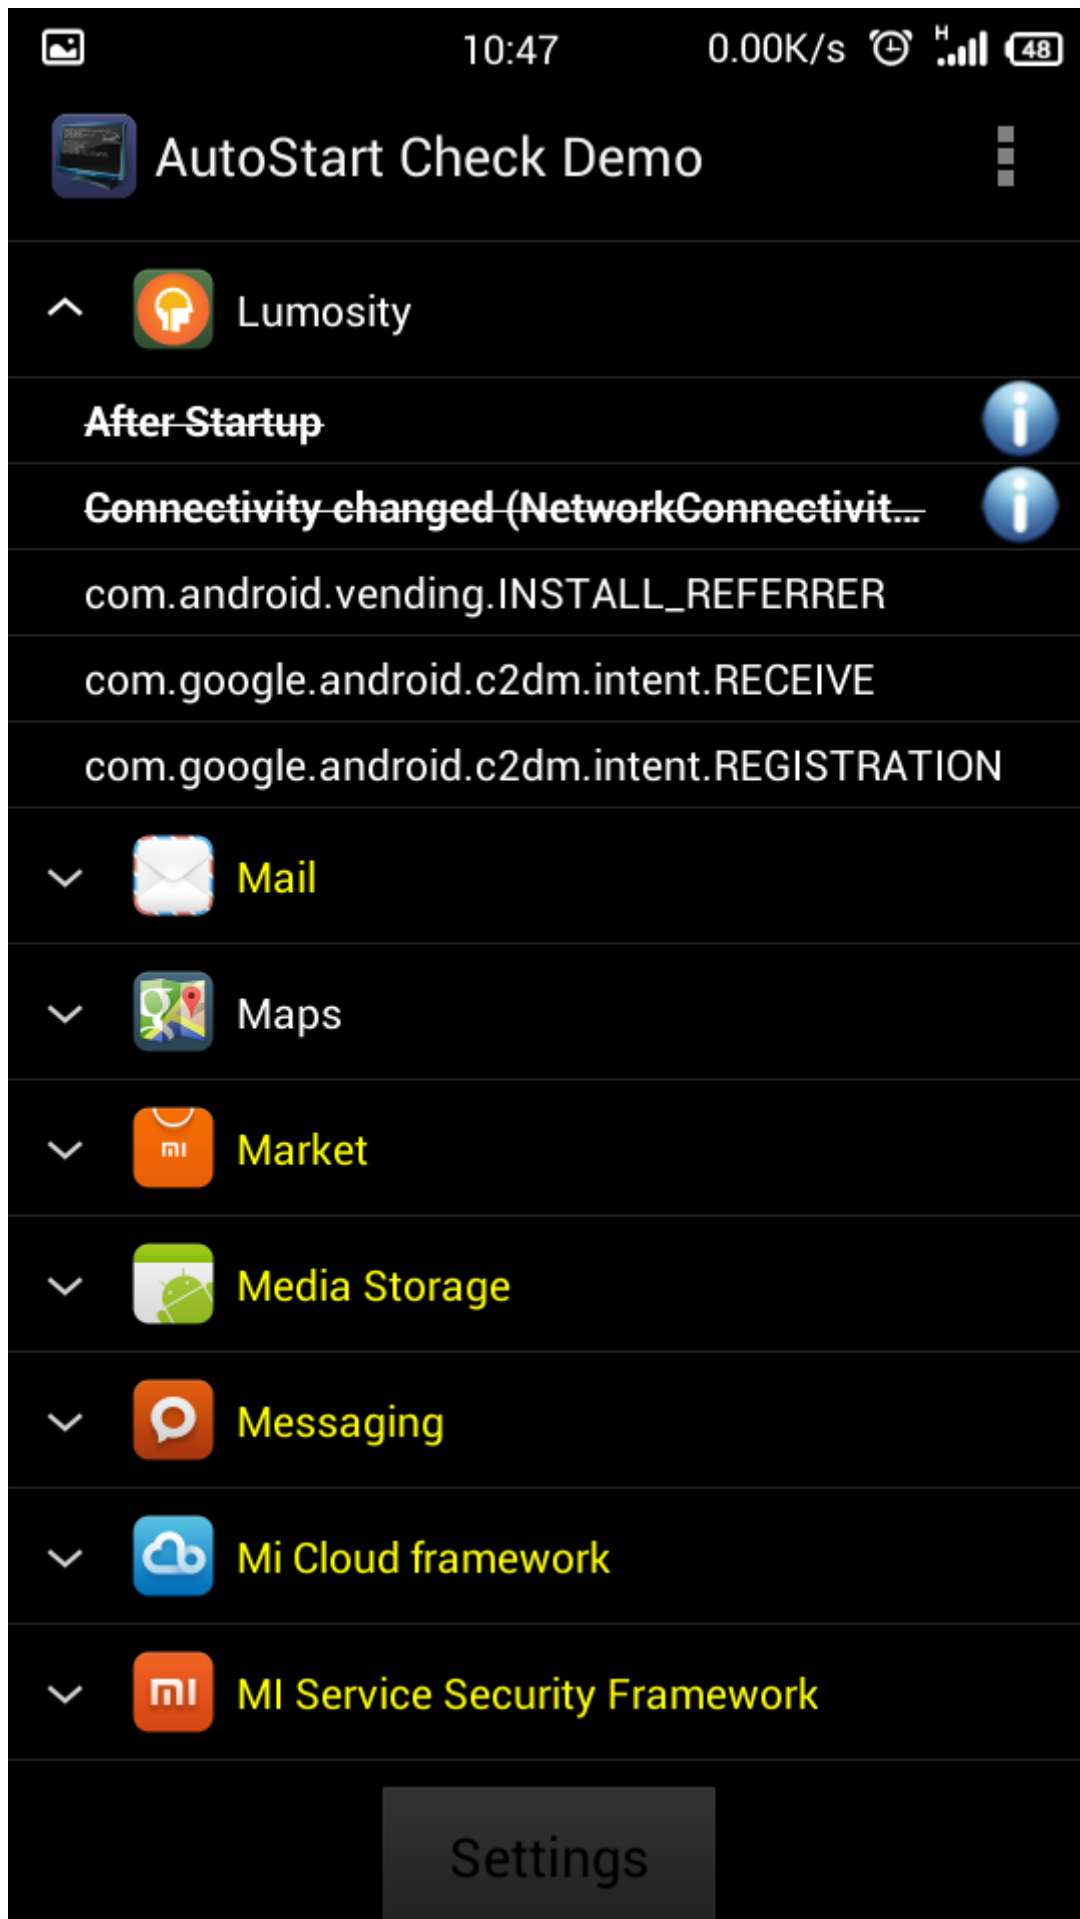 10:47 0.00K/s H 48
AutoStart Check Demo
Lumosity
After Startup
Connectivity changed (NetworkConnectivit...
com.android.vending.INSTALL_REFERRER
com.google.android.c2dm.intent.RECEIVE
com.google.android.c2dm.intent.REGISTRATION
Mail
Maps
Market
Media Storage
Messaging
Mi Cloud framework
MI Service Security Framework
Settings